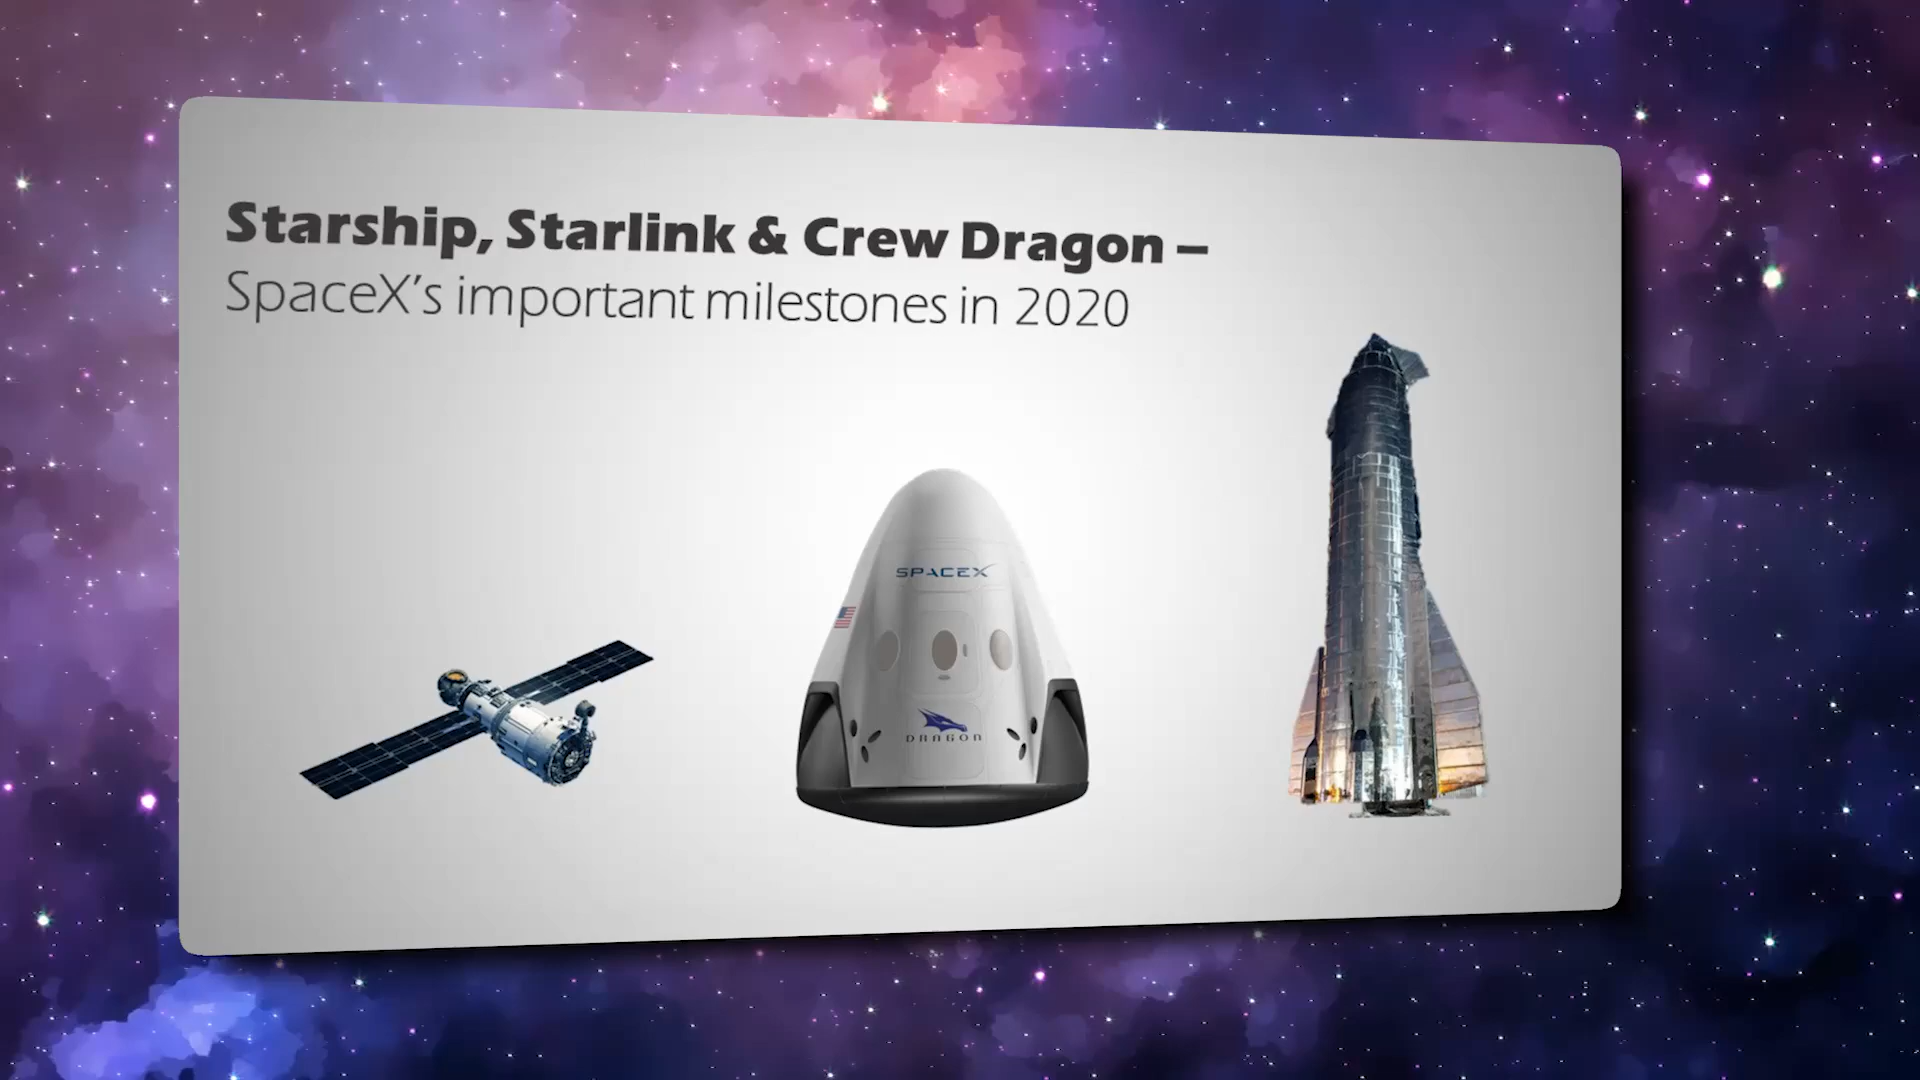 Starship, Starlink & Crew Dragon –
SpaceX's important milestones in 2020
SPACEX
DRAGON